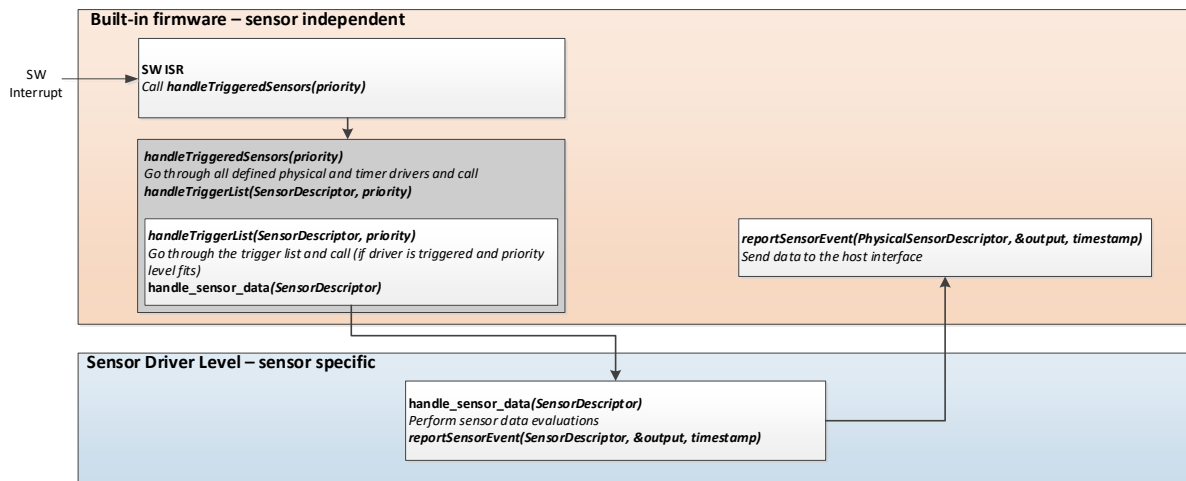 Built-in firmware – sensor independent
SW
Interrupt
SW ISR
Call handleTriggeredSensors(priority)
handleTriggeredSensors(priority)
Go through all defined physical and timer drivers and call
handleTriggerList(SensorDescriptor, priority)
handleTriggerList(SensorDescriptor, priority)
Go through the trigger list and call (if driver is triggered and priority
level fits)
handle_sensor_data(SensorDescriptor)
reportSensorEvent(PhysicalSensorDescriptor, &output, timestamp)
Send data to the host interface
Sensor Driver Level – sensor specific
handle_sensor_data(SensorDescriptor)
Perform sensor data evaluations
reportSensorEvent(SensorDescriptor, &output, timestamp)